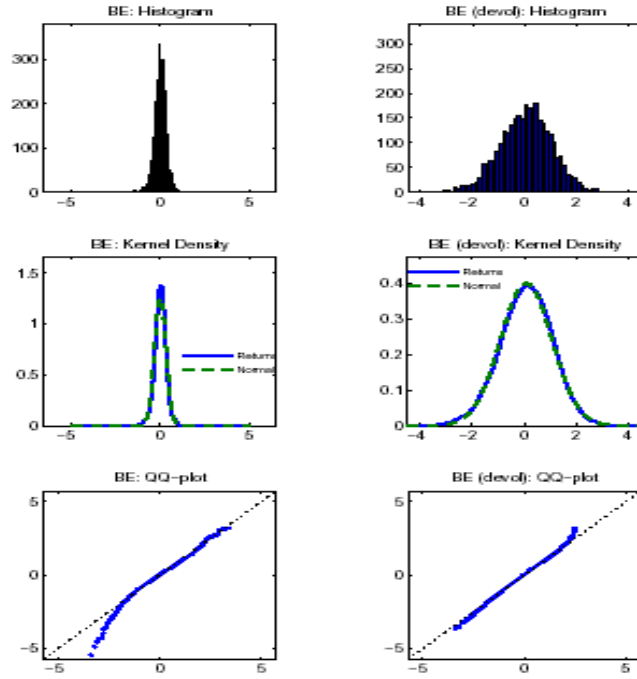 BE: Histogram
300
200
100
0
−5 0 5
BE (devol): Histogram
300
250
200
150
100
50
0
−4 −2 0 2 4
BE: Kernel Density
1.5
1
0.5
0
−5 0 5
Returns
Normal
BE (devol): Kernel Density
0.4
0.3
0.2
0.1
0
−4 −2 0 2 4
Returns
Normal
BE: QQ−plot
5
0
−5
−5 0 5
BE (devol): QQ−plot
5
0
−5
−5 0 5